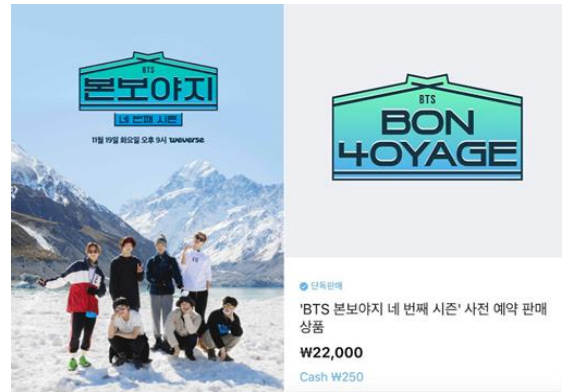 BTS
본보야지
네 번째 시즌
11월 19일 화요일 오후 9시 weverse
BTS
BON
4OYAGE
단독판매
'BTS 본보야지 네 번째 시즌' 사전 예약 판매
상품
₩22,000
Cash ₩250